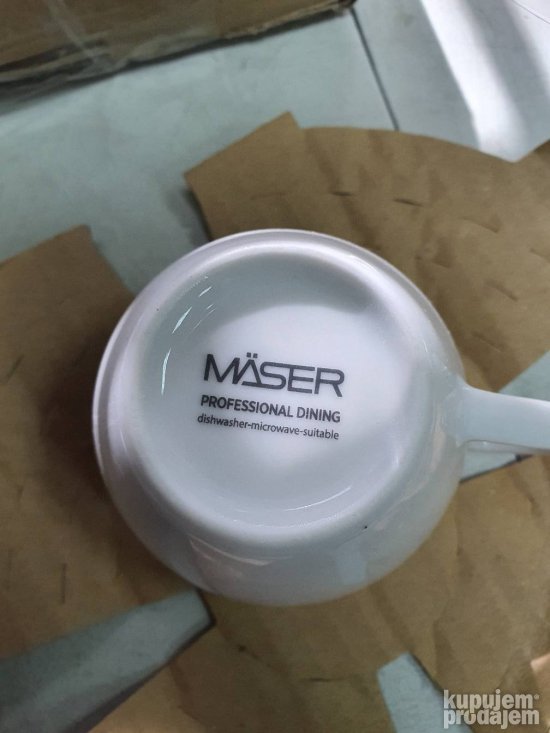 MÄSER
PROFESSIONAL DINING
dishwasher-microwave-suitable
kupujem
prodajem